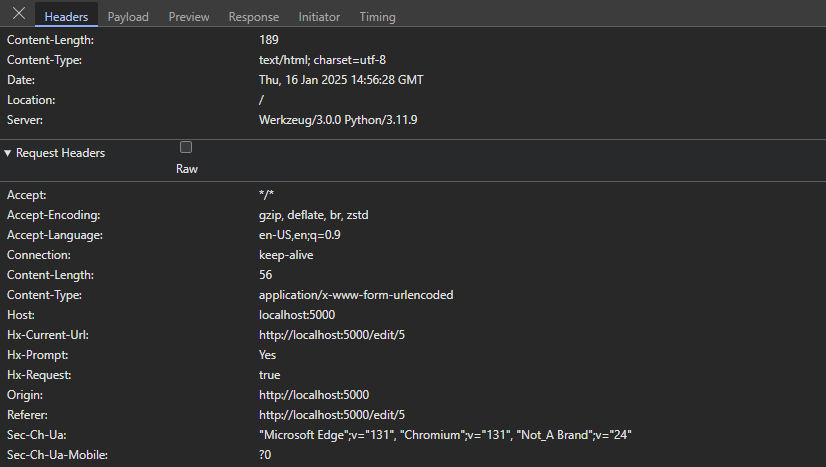 Headers Payload Preview Response Initiator Timing
Content-Length: 189
Content-Type: text/html; charset=utf-8
Date: Thu, 16 Jan 2025 14:56:28 GMT
Location: /
Server: Werkzeug/3.0.0 Python/3.11.9
Request Headers
Raw
Accept: */*
Accept-Encoding: gzip, deflate, br, zstd
Accept-Language: en-US,en;q=0.9
Connection: keep-alive
Content-Length: 56
Content-Type: application/x-www-form-urlencoded
Host: localhost:5000
Hx-Current-Url: http://localhost:5000/edit/5
Hx-Prompt: Yes
Hx-Request: true
Origin: http://localhost:5000
Referer: http://localhost:5000/edit/5
Sec-Ch-Ua: "Microsoft Edge";v="131", "Chromium";v="131", "Not_A Brand";v="24"
Sec-Ch-Ua-Mobile: ?0